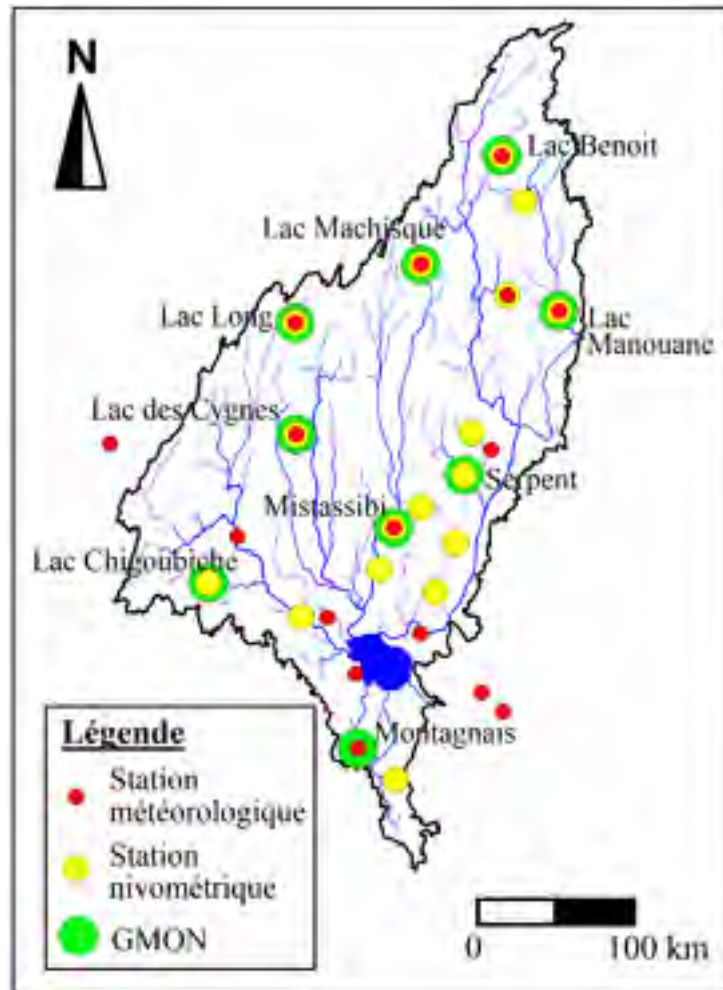 N
Lac Benoit
Lac Machisque
Lac Long
Lac
Manouane
Lac des Cygnes
Serpent
Mistassibi
Lac Chigoubiche
Montagnais
Légende
Station
météorologique
Station
nivométrique
GMON
0 100 km